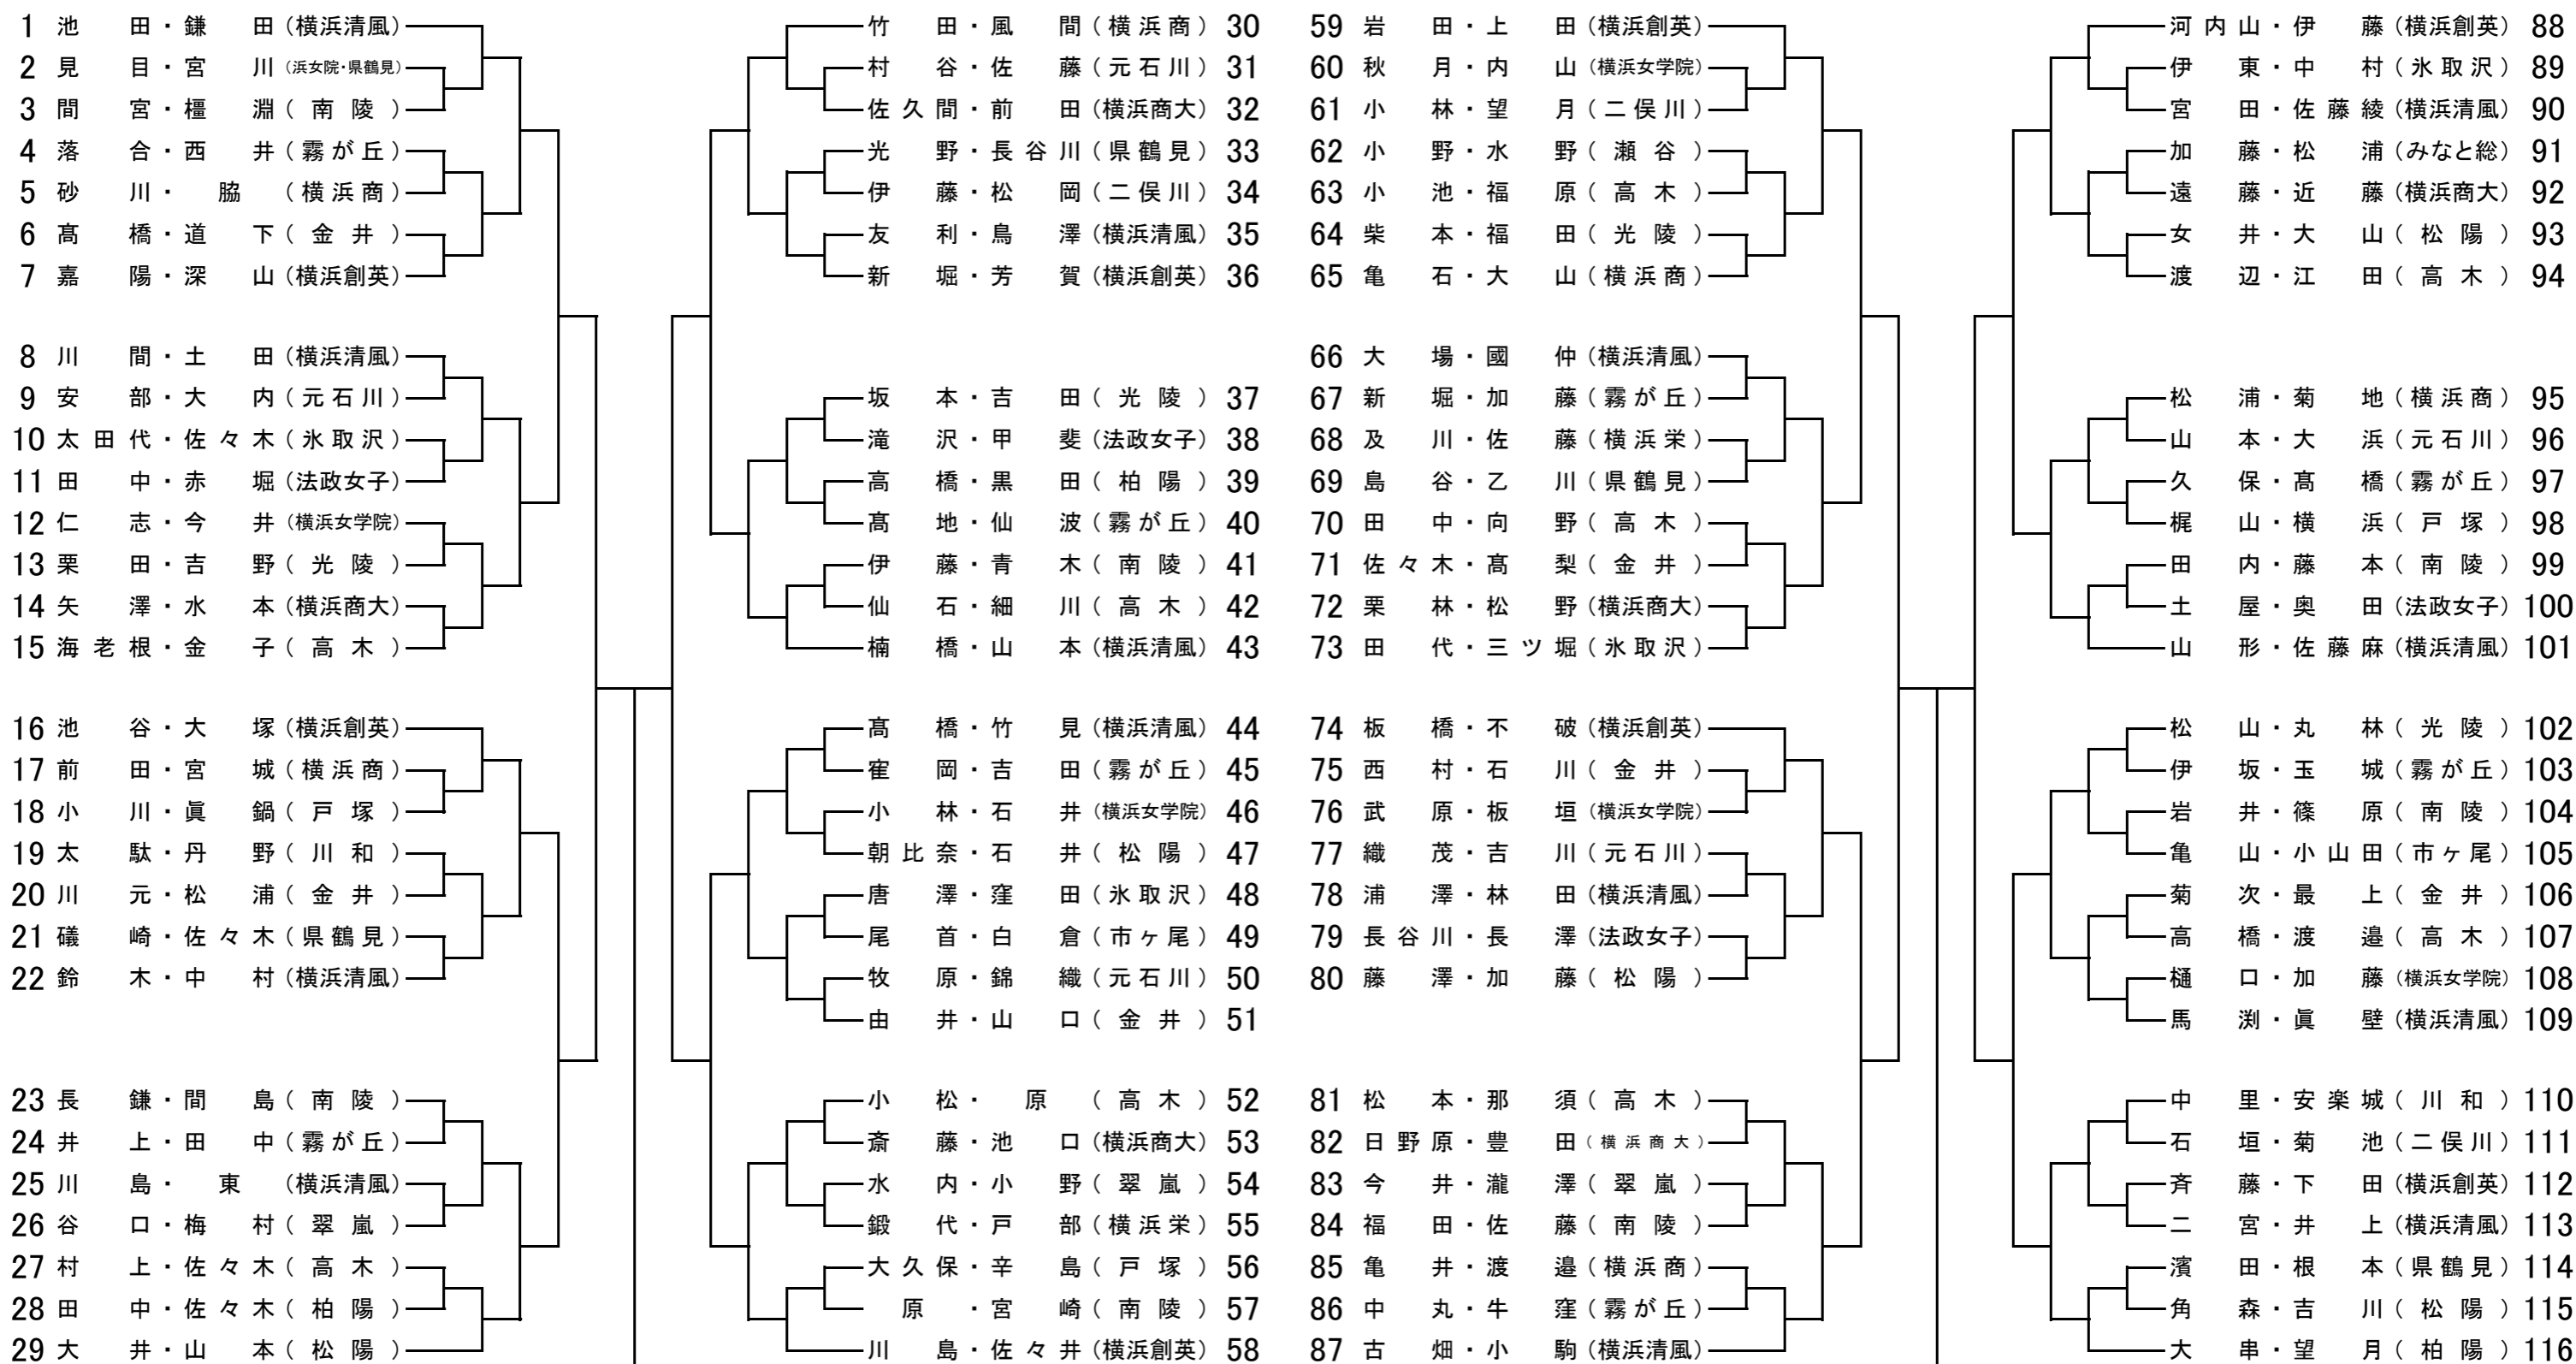 1 池田・鎌田(横浜清風)
2 見目・宮川(浜女院・県鶴見)
3 間宮・橿淵(南陵)
4 落合・西井(霧が丘)
5 砂川・脇(横浜商)
6 髙橋・道下(金井)
7 嘉陽・深山(横浜創英)
8 川間・土田(横浜清風)
9 安部・大内(元石川)
10 太田代・佐々木(氷取沢)
11 田中・赤堀(法政女子)
12 仁志・今井(横浜女学院)
13 栗田・吉野(光陵)
14 矢澤・水本(横浜商大)
15 海老根・金子(高木)
16 池谷・大塚(横浜創英)
17 前田・宮城(横浜商)
18 小川・眞鍋(戸塚)
19 太駄・丹野(川和)
20 川元・松浦(金井)
21 礒崎・佐々木(県鶴見)
22 鈴木・中村(横浜清風)
23 長鎌・間島(南陵)
24 井上・田中(霧が丘)
25 川島・東(横浜清風)
26 谷口・梅村(翠嵐)
27 村上・佐々木(高木)
28 田中・佐々木(柏陽)
29 大井・山本(松陽)
竹田・風間(横浜商) 30
村谷・佐藤(元石川) 31
佐久間・前田(横浜商大) 32
光野・長谷川(県鶴見) 33
伊藤・松岡(二俣川) 34
友利・鳥澤(横浜清風) 35
新堀・芳賀(横浜創英) 36
坂本・吉田(光陵) 37
滝沢・甲斐(法政女子) 38
高橋・黒田(柏陽) 39
髙地・仙波(霧が丘) 40
伊藤・青木(南陵) 41
仙石・細川(高木) 42
楠橋・山本(横浜清風) 43
髙橋・竹見(横浜清風) 44
寉岡・吉田(霧が丘) 45
小林・石井(横浜女学院) 46
朝比奈・石井(松陽) 47
唐澤・窪田(氷取沢) 48
尾首・白倉(市ヶ尾) 49
牧原・錦織(元石川) 50
由井・山口(金井) 51
小松・原(高木) 52
斎藤・池口(横浜商大) 53
水内・小野(翠嵐) 54
鍛代・戸部(横浜栄) 55
大久保・辛島(戸塚) 56
原・宮崎(南陵) 57
川島・佐々井(横浜創英) 58
59 岩田・上田(横浜創英)
60 秋月・内山(横浜女学院)
61 小林・望月(二俣川)
62 小野・水野(瀬谷)
63 小池・福原(高木)
64 柴本・福田(光陵)
65 亀石・大山(横浜商)
66 大場・國仲(横浜清風)
67 新堀・加藤(霧が丘)
68 及川・佐藤(横浜栄)
69 島谷・乙川(県鶴見)
70 田中・向野(高木)
71 佐々木・髙梨(金井)
72 栗林・松野(横浜商大)
73 田代・三ツ堀(氷取沢)
74 板橋・不破(横浜創英)
75 西村・石川(金井)
76 武原・板垣(横浜女学院)
77 織茂・吉川(元石川)
78 浦澤・林田(横浜清風)
79 長谷川・長澤(法政女子)
80 藤澤・加藤(松陽)
81 松本・那須(高木)
82 日野原・豊田(横浜商大)
83 今井・瀧澤(翠嵐)
84 福田・佐藤(南陵)
85 亀井・渡邉(横浜商)
86 中丸・牛窪(霧が丘)
87 古畑・小駒(横浜清風)
河内山・伊藤(横浜創英) 88
伊東・中村(氷取沢) 89
宮田・佐藤綾(横浜清風) 90
加藤・松浦(みなと総) 91
遠藤・近藤(横浜商大) 92
女井・大山(松陽) 93
渡辺・江田(高木) 94
松浦・菊地(横浜商) 95
山本・大浜(元石川) 96
久保・髙橋(霧が丘) 97
梶山・横浜(戸塚) 98
田内・藤本(南陵) 99
土屋・奥田(法政女子) 100
山形・佐藤麻(横浜清風) 101
松山・丸林(光陵) 102
伊坂・玉城(霧が丘) 103
岩井・篠原(南陵) 104
亀山・小山田(市ヶ尾) 105
菊次・最上(金井) 106
高橋・渡邉(高木) 107
樋口・加藤(横浜女学院) 108
馬渕・眞壁(横浜清風) 109
中里・安楽城(川和) 110
石垣・菊池(二俣川) 111
斉藤・下田(横浜創英) 112
二宮・井上(横浜清風) 113
濱田・根本(県鶴見) 114
角森・吉川(松陽) 115
大串・望月(柏陽) 116